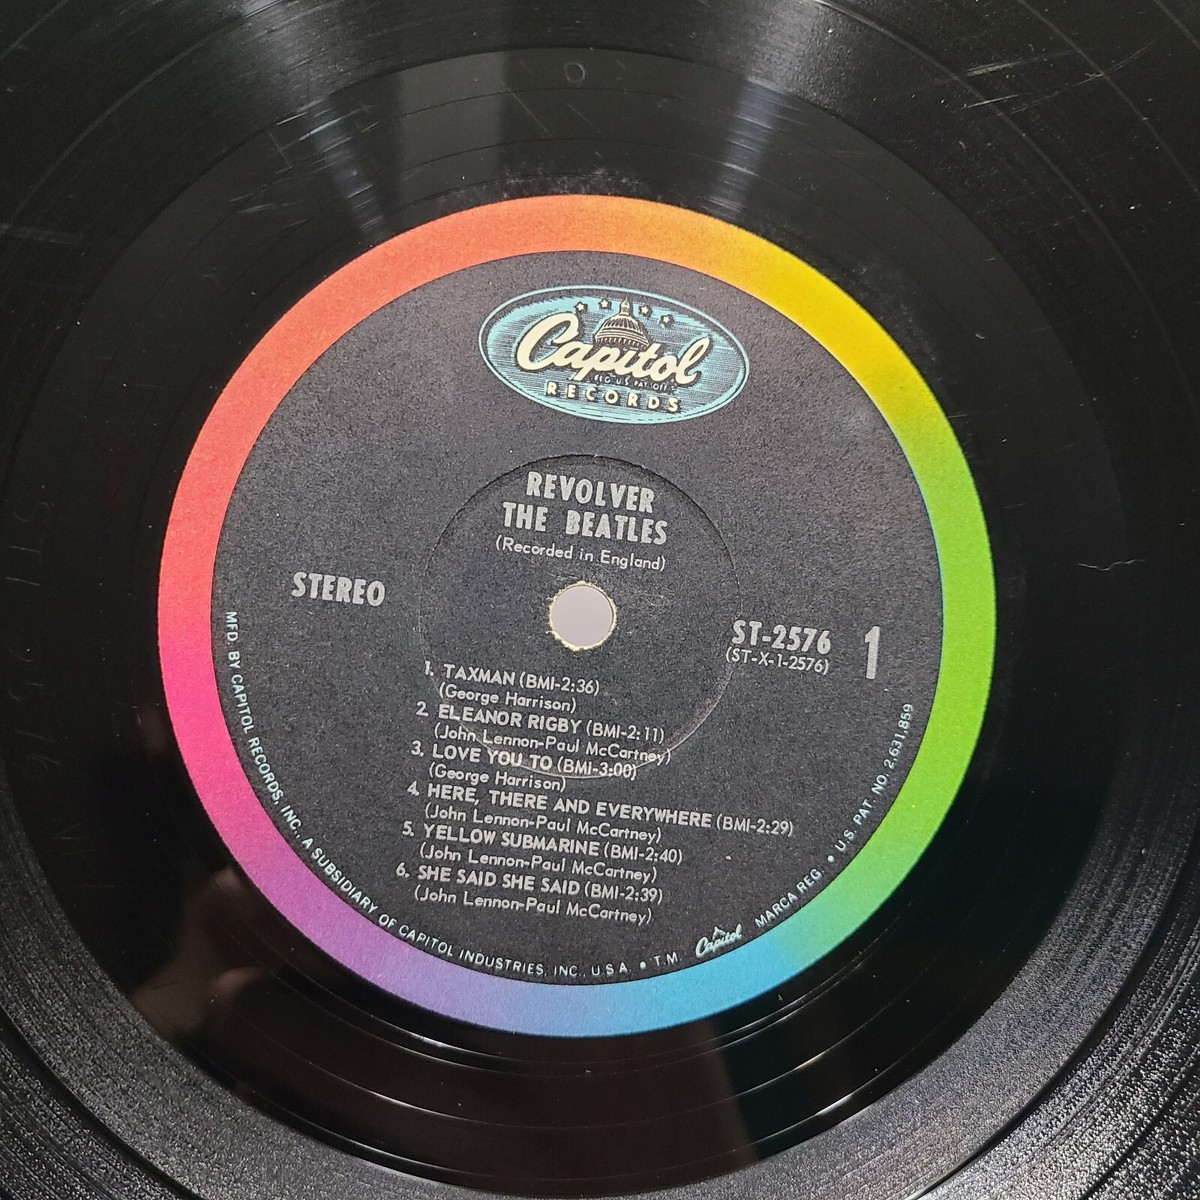 Capitol
REG. U.S. PAT. OFF.
RECORDS
REVOLVER
THE BEATLES
(Recorded in England)
STEREO
ST-2576
(ST-X-1-2576)
1
1. TAXMAN (BMI-2:36)
(George Harrison)
2. ELEANOR RIGBY (BMI-2:11)
(John Lennon-Paul McCartney)
3. LOVE YOU TO (BMI-3:00)
(George Harrison)
4. HERE, THERE AND EVERYWHERE (BMI-2:29)
(John Lennon-Paul McCartney)
5. YELLOW SUBMARINE (BMI-2:40)
(John Lennon-Paul McCartney)
6. SHE SAID SHE SAID (BMI-2:39)
(John Lennon-Paul McCartney)
MFD. BY CAPITOL RECORDS, INC., A SUBSIDIARY OF CAPITOL INDUSTRIES, INC., U.S.A. • T.M. Capitol MARCA REG. • U.S. PAT. NO. 2,631,859